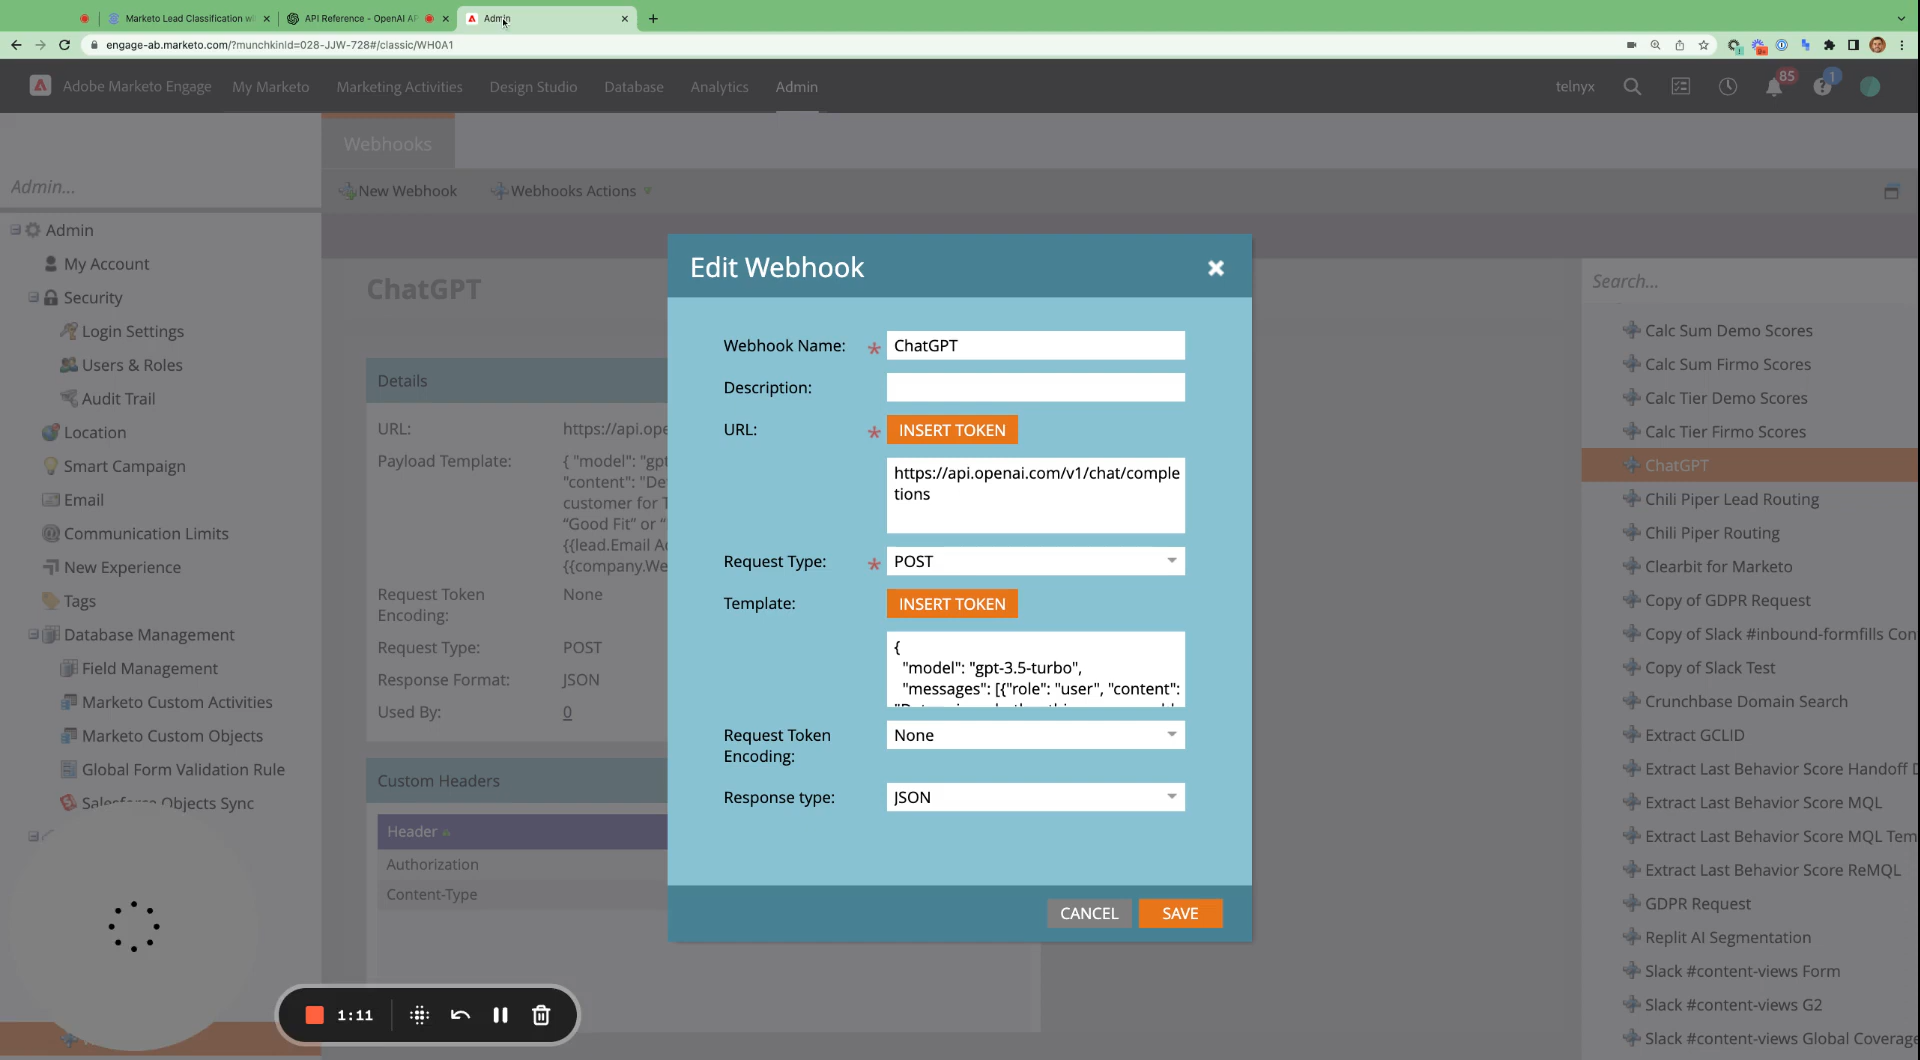 Marketo Lead Classification w
API Reference - OpenAI AP
Admin
engage-ab.marketo.com/?munchkinId=028-JJW-728#/classic/WH0A1
Adobe Marketo Engage
My Marketo
Marketing Activities
Design Studio
Database
Analytics
Admin
telnyx
85
1
Webhooks
Admin...
New Webhook
Webhooks Actions
Admin
My Account
Security
Login Settings
Users & Roles
Audit Trail
Location
Smart Campaign
Email
Communication Limits
New Experience
Tags
Database Management
Field Management
Marketo Custom Activities
Marketo Custom Objects
Global Form Validation Rule
Salesforce Objects Sync
ChatGPT
Details
URL:
https://api.ope
Payload Template:
{ "model": "gpt
"content": "De
customer for T
“Good Fit” or “
{{lead.Email A
{{company.We
Request Token
Encoding:
None
Request Type:
POST
Response Format:
JSON
Used By:
0
Custom Headers
Header
Authorization
Content-Type
Edit Webhook
Webhook Name:
* ChatGPT
Description:
URL:
* INSERT TOKEN
https://api.openai.com/v1/chat/comple
tions
Request Type:
* POST
Template:
INSERT TOKEN
{
"model": "gpt-3.5-turbo",
"messages": [{"role": "user", "content":
Request Token
Encoding:
None
Response type:
JSON
CANCEL
SAVE
Search...
Calc Sum Demo Scores
Calc Sum Firmo Scores
Calc Tier Demo Scores
Calc Tier Firmo Scores
ChatGPT
Chili Piper Lead Routing
Chili Piper Routing
Clearbit for Marketo
Copy of GDPR Request
Copy of Slack #inbound-formfills Con
Copy of Slack Test
Crunchbase Domain Search
Extract GCLID
Extract Last Behavior Score Handoff D
Extract Last Behavior Score MQL
Extract Last Behavior Score MQL Tem
Extract Last Behavior Score ReMQL
GDPR Request
Replit AI Segmentation
Slack #content-views Form
Slack #content-views G2
Slack #content-views Global Coverage
1:11